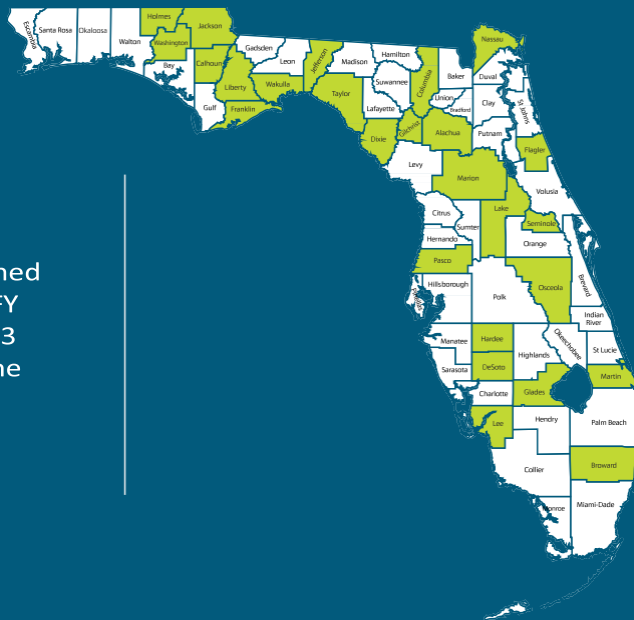 ned
FY
3
ne
Escambia
Santa Rosa
Okaloosa
Walton
Holmes
Jackson
Washington
Bay
Calhoun
Gulf
Liberty
Franklin
Gadsden
Leon
Wakulla
Jefferson
Madison
Taylor
Hamilton
Suwannee
Lafayette
Dixie
Columbia
Gilchrist
Baker
Union
Bradford
Alachua
Nassau
Duval
Clay
St Johns
Putnam
Flagler
Levy
Marion
Volusia
Citrus
Sumter
Lake
Seminole
Hernando
Orange
Pasco
Hillsborough
Polk
Osceola
Brevard
Indian
River
Manatee
Hardee
Highlands
Okeechobee
St Lucie
Sarasota
DeSoto
Martin
Charlotte
Glades
Lee
Hendry
Palm Beach
Collier
Broward
Miami-Dade